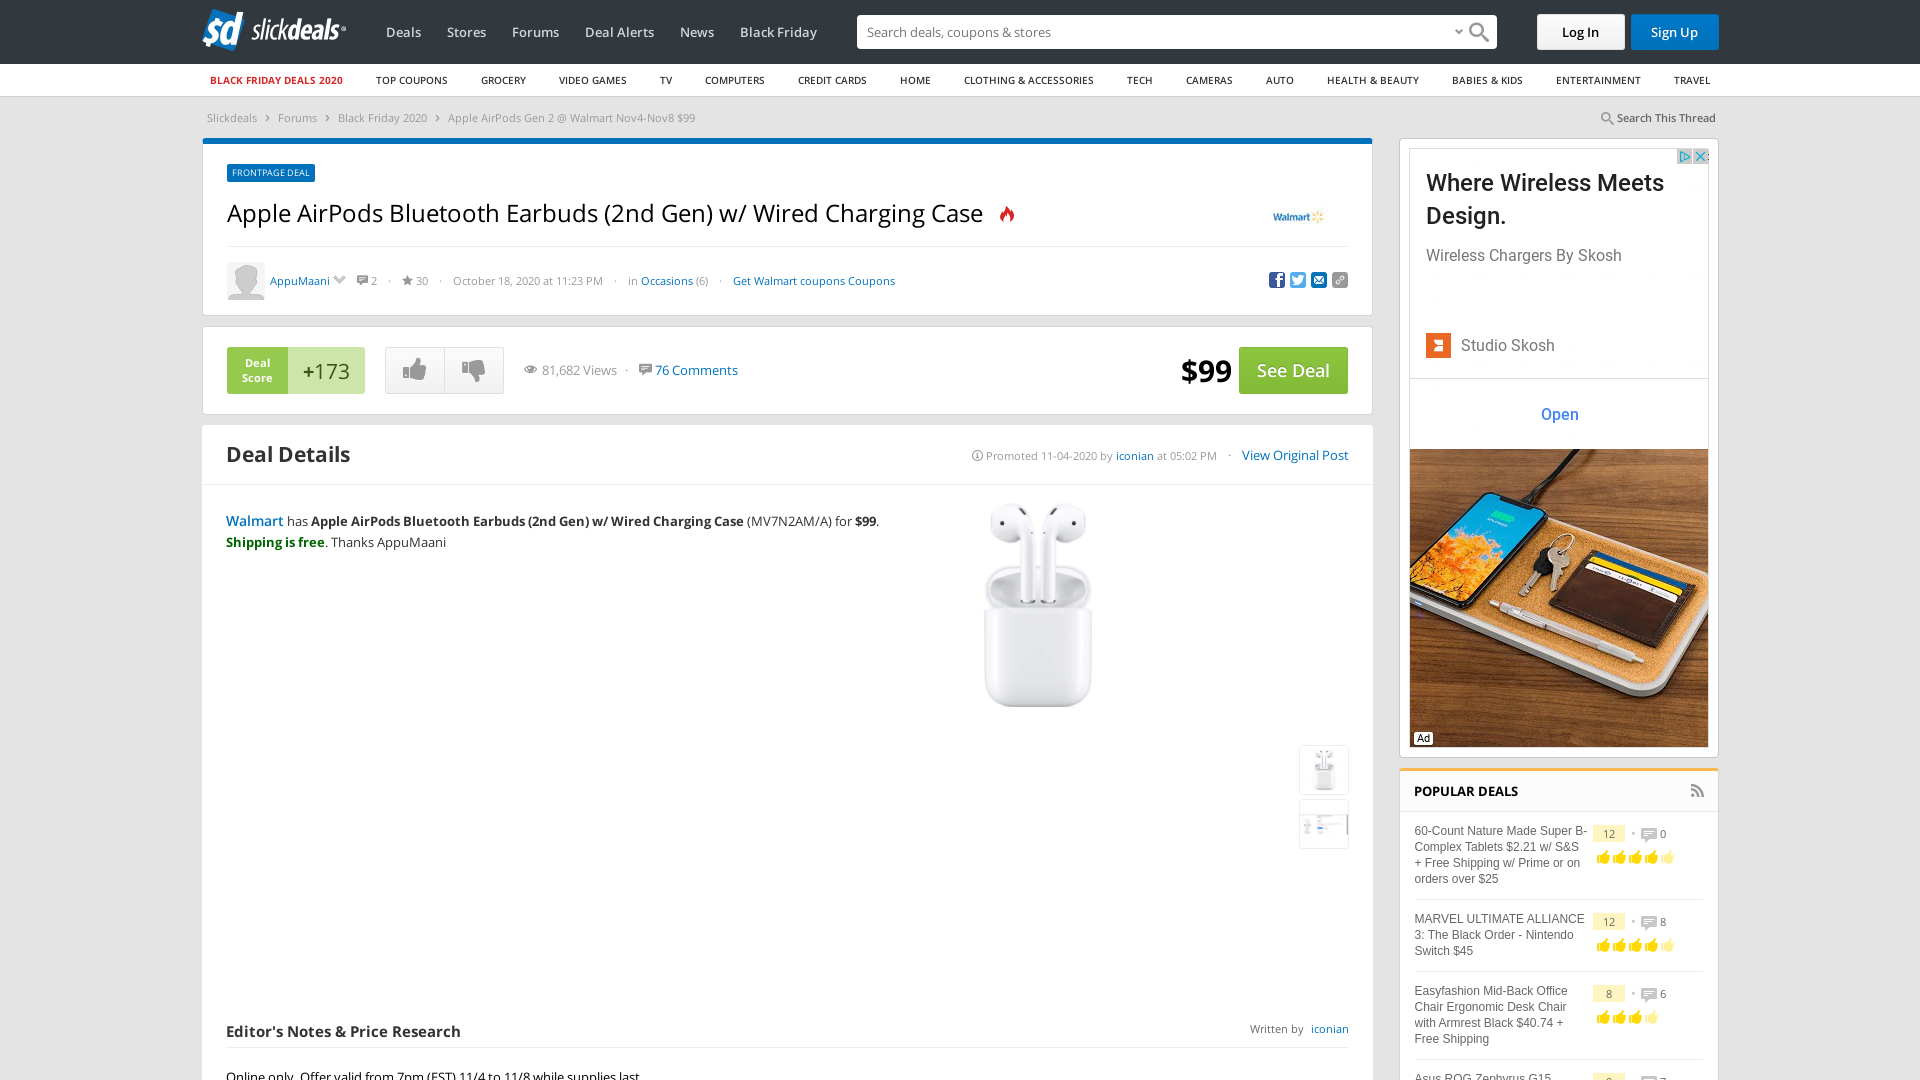 sd slickdeals
Deals Stores Forums Deal Alerts News Black Friday Search deals, coupons & stores Log In Sign Up
BLACK FRIDAY DEALS 2020 TOP COUPONS GROCERY VIDEO GAMES TV COMPUTERS CREDIT CARDS HOME CLOTHING & ACCESSORIES TECH CAMERAS AUTO HEALTH & BEAUTY BABIES & KIDS ENTERTAINMENT TRAVEL
Slickdeals › Forums › Black Friday 2020 › Apple AirPods Gen 2 @ Walmart Nov4-Nov8 $99 Search This Thread
FRONTPAGE DEAL
Apple AirPods Bluetooth Earbuds (2nd Gen) w/ Wired Charging Case
Walmart
AppuMaani 2 · 30 · October 18, 2020 at 11:23 PM · in Occasions (6) · Get Walmart coupons Coupons
Deal
Score
+173
81,682 Views · 76 Comments
$99 See Deal
Deal Details
Promoted 11-04-2020 by iconian at 05:02 PM · View Original Post
Walmart has Apple AirPods Bluetooth Earbuds (2nd Gen) w/ Wired Charging Case (MV7N2AM/A) for $99.
Shipping is free. Thanks AppuMaani
Editor's Notes & Price Research
Written by iconian
Online only. Offer valid from 7pm (EST) 11/4 to 11/8 while supplies last.
Where Wireless Meets
Design.
Wireless Chargers By Skosh
Studio Skosh
Open
Ad
POPULAR DEALS
60-Count Nature Made Super B-
Complex Tablets $2.21 w/ S&S
+ Free Shipping w/ Prime or on
orders over $25
12 • 0
MARVEL ULTIMATE ALLIANCE
3: The Black Order - Nintendo
Switch $45
12 • 8
Easyfashion Mid-Back Office
Chair Ergonomic Desk Chair
with Armrest Black $40.74 +
Free Shipping
8 • 6
Asus ROG Zephyrus G15